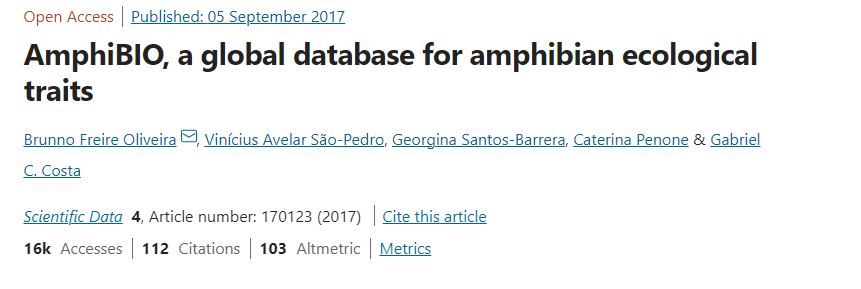 Open Access | Published: 05 September 2017
AmphiBIO, a global database for amphibian ecological
traits
Brunno Freire Oliveira, Vinícius Avelar São-Pedro, Georgina Santos-Barrera, Caterina Penone & Gabriel
C. Costa
Scientific Data 4, Article number: 170123 (2017) | Cite this article
16k Accesses | 112 Citations | 103 Altmetric | Metrics